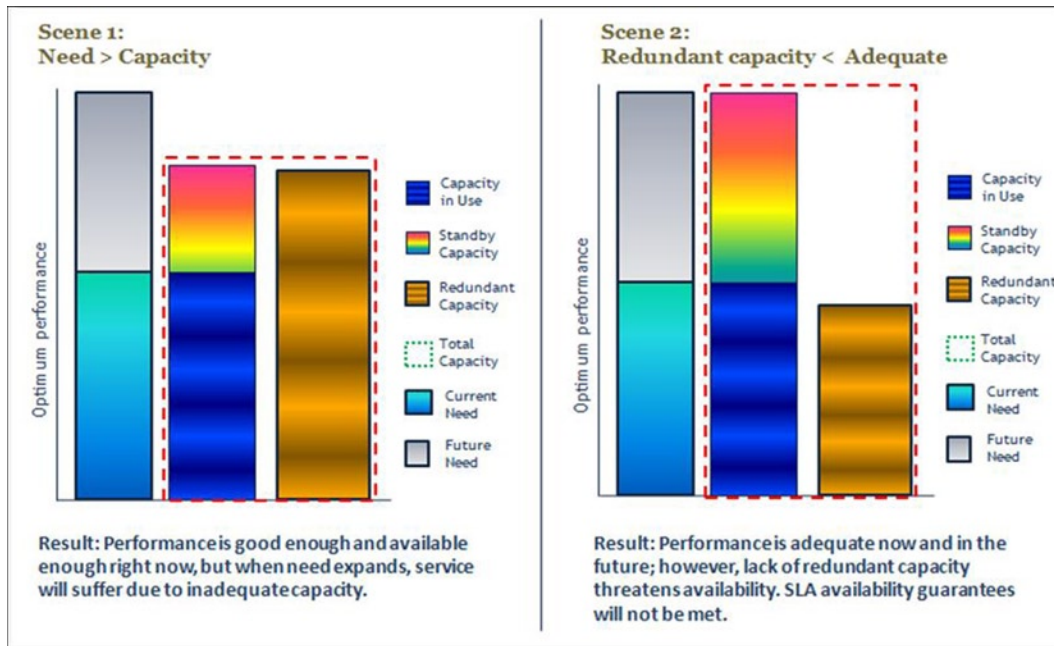 Scene 1:
Need > Capacity
Optimum performance
Capacity
in Use
Standby
Capacity
Redundant
Capacity
Total
Capacity
Current
Need
Future
Need
Result: Performance is good enough and available
enough right now, but when need expands, service
will suffer due to inadequate capacity.
Scene 2:
Redundant capacity < Adequate
Optimum performance
Capacity
in Use
Standby
Capacity
Redundant
Capacity
Total
Capacity
Current
Need
Future
Need
Result: Performance is adequate now and in the
future; however, lack of redundant capacity
threatens availability. SLA availability guarantees
will not be met.